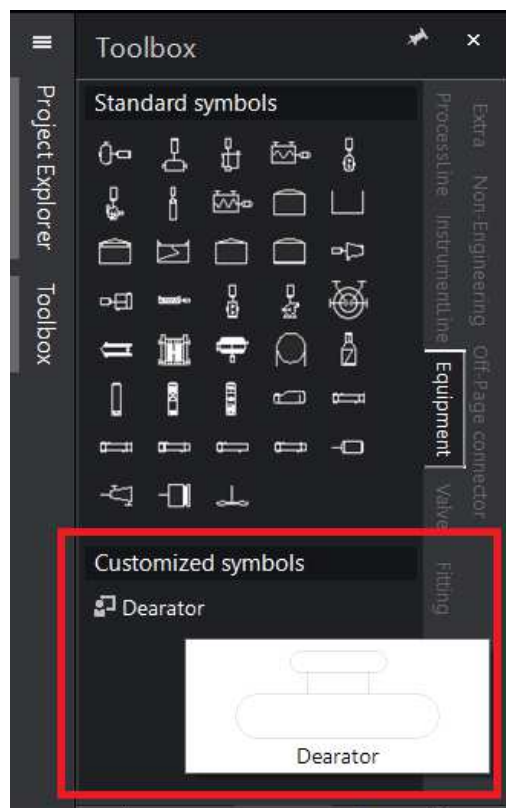 Toolbox
Project Explorer
Toolbox
Standard symbols
Extra
Non-Engineering
Off-Page connector
ProcessLine
InstrumentLine
Equipment
Valve
Fitting
Customized symbols
Dearator
Dearator